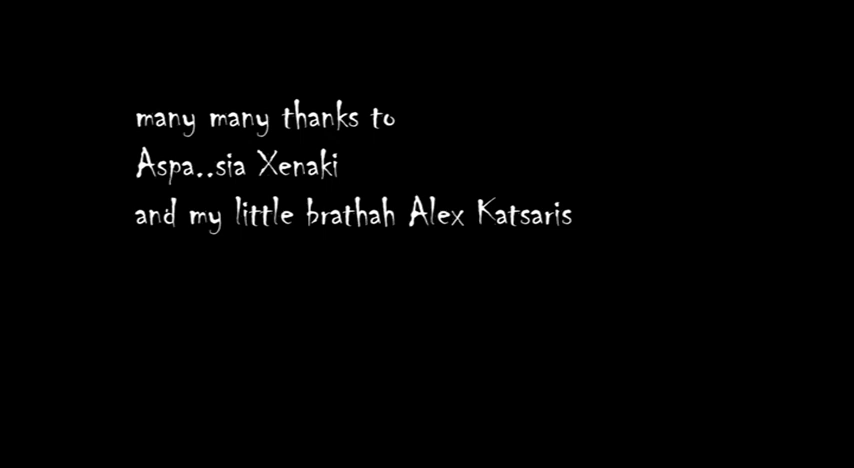 many many thanks to
Aspa..sia Xenaki
and my little brathah Alex Katsaris